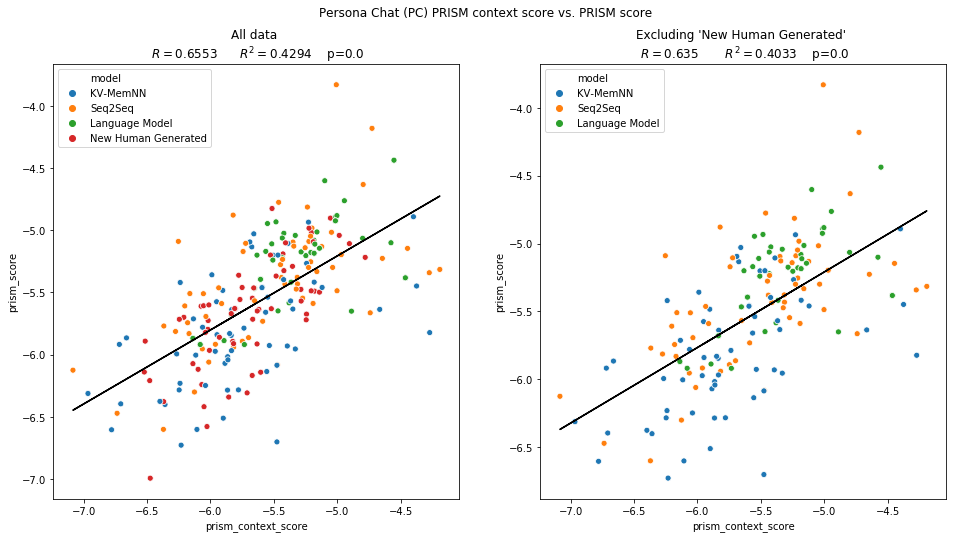 Persona Chat (PC) PRISM context score vs. PRISM score
All data
R = 0.6553 R² = 0.4294 p=0.0
model
KV-MemNN
Seq2Seq
Language Model
New Human Generated
prism_score
−4.0
−4.5
−5.0
−5.5
−6.0
−6.5
−7.0
−7.0 −6.5 −6.0 −5.5 −5.0 −4.5
prism_context_score
Excluding 'New Human Generated'
R = 0.635 R² = 0.4033 p=0.0
model
KV-MemNN
Seq2Seq
Language Model
prism_score
−4.0
−4.5
−5.0
−5.5
−6.0
−6.5
−7.0 −6.5 −6.0 −5.5 −5.0 −4.5
prism_context_score